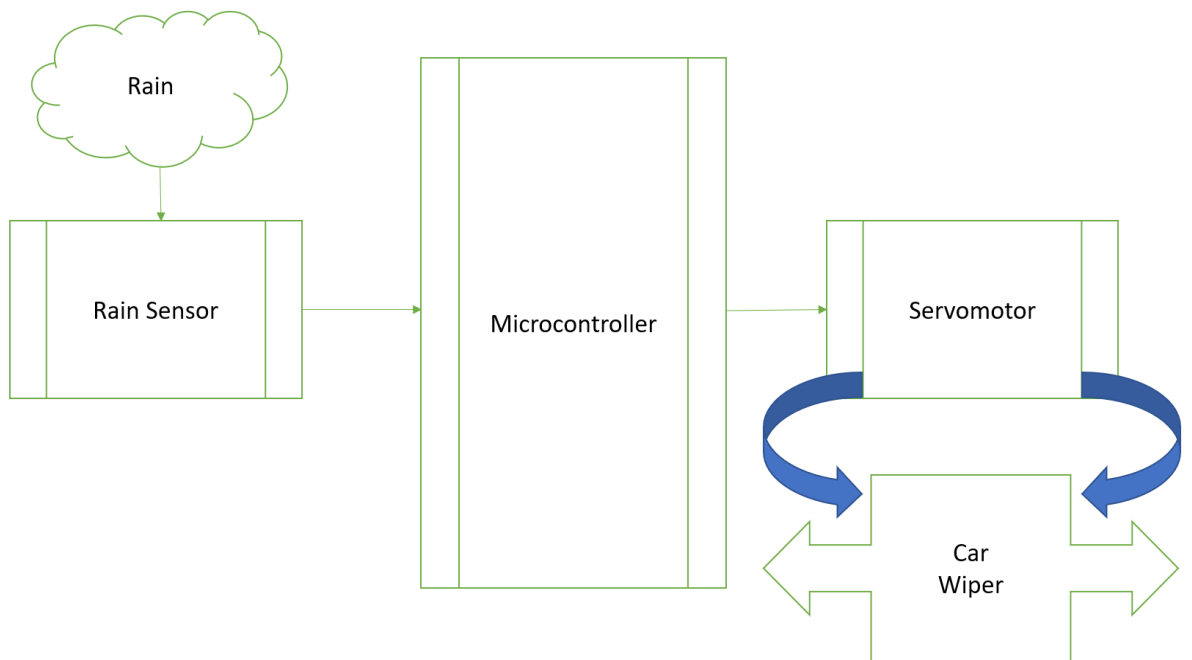 Rain
Rain Sensor
Microcontroller
Servomotor
Car
Wiper